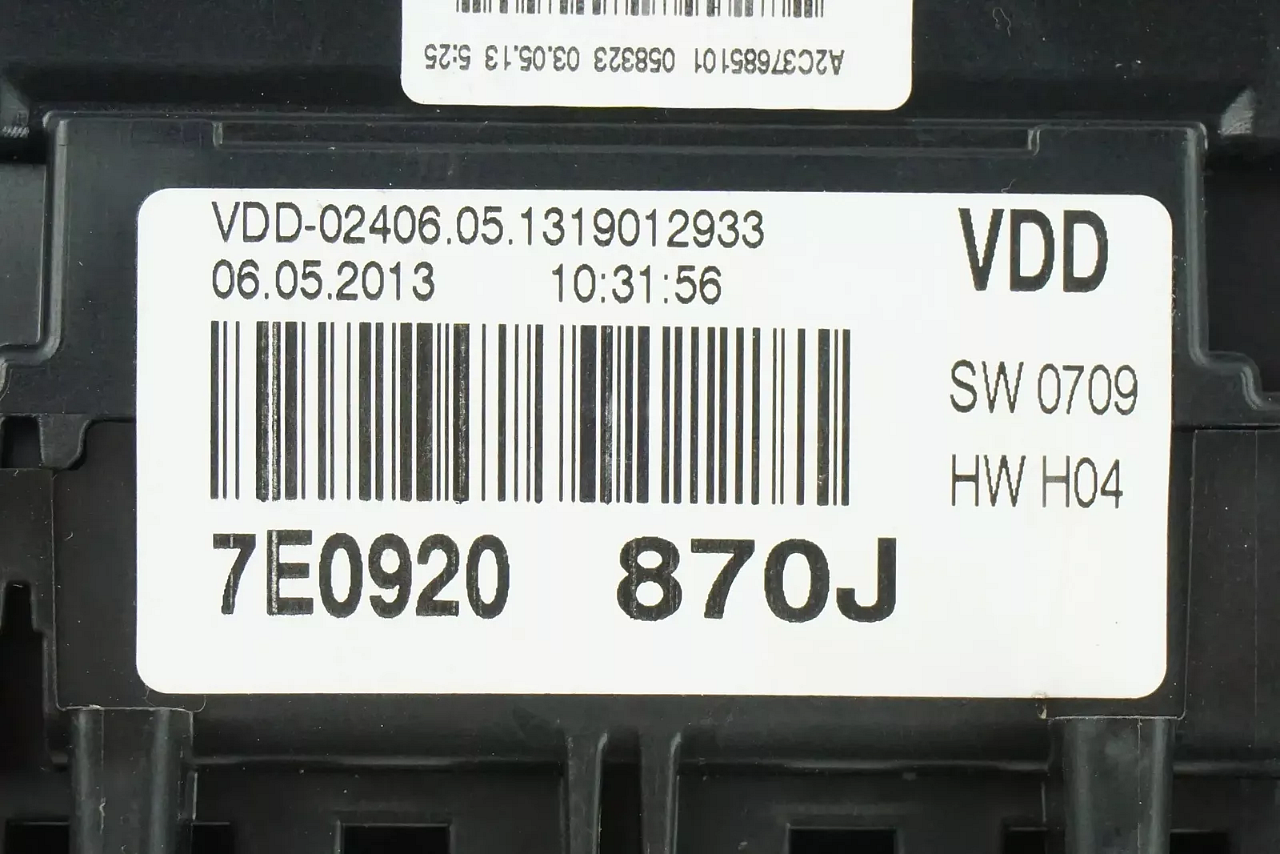 A2C37685101 058323 03.05.13 5:25
VDD-02406.05.1319012933
06.05.2013 10:31:56
VDD
SW 0709
HW H04
7E0920 870J